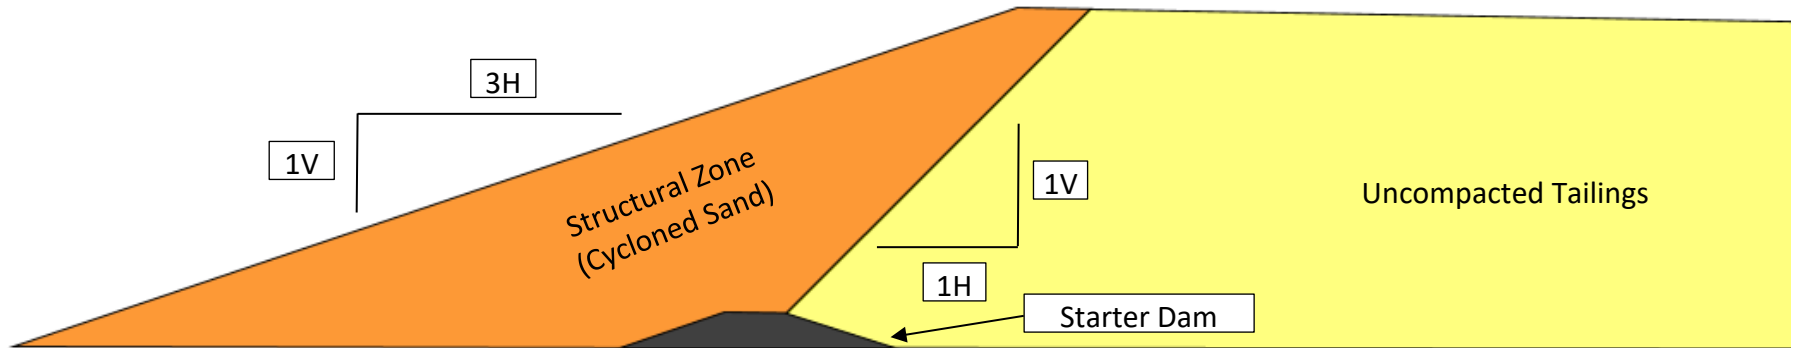 3H
1V
Structural Zone
(Cycloned Sand)
1V
1H
Uncompacted Tailings
Starter Dam